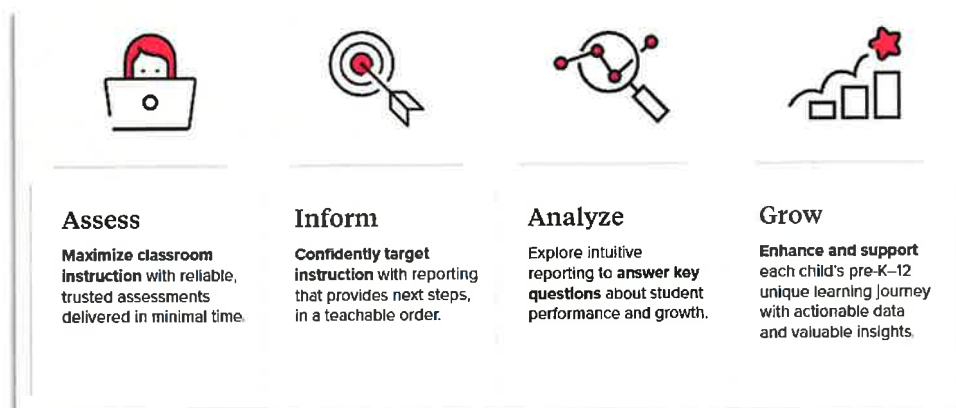 Assess
Maximize classroom
instruction with reliable,
trusted assessments
delivered in minimal time.
Inform
Confidently target
instruction with reporting
that provides next steps,
in a teachable order.
Analyze
Explore intuitive
reporting to answer key
questions about student
performance and growth.
Grow
Enhance and support
each child's pre-K–12
unique learning journey
with actionable data
and valuable insights.